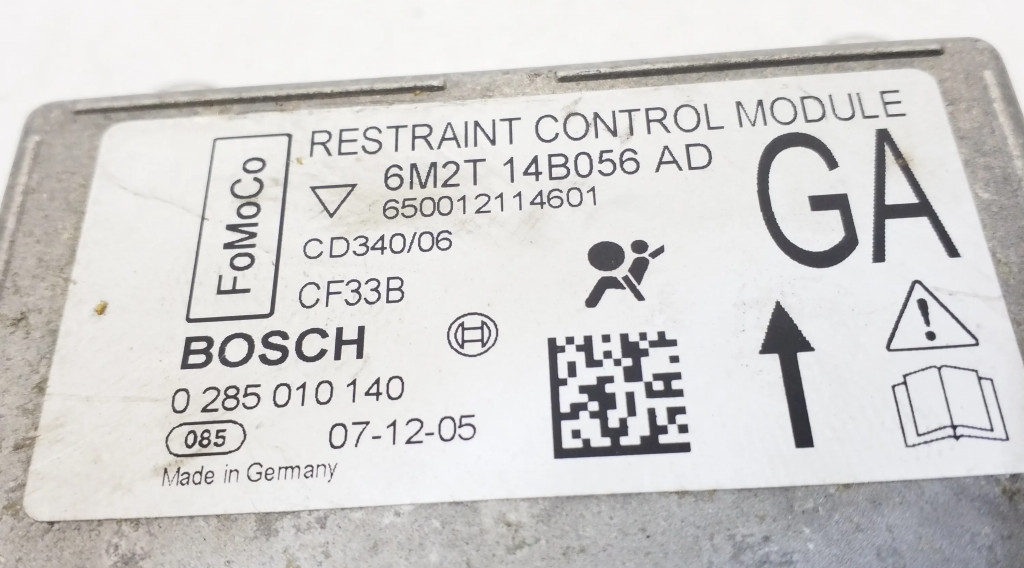 RESTRAINT CONTROL MODULE
FoMoCo
6M2T 14B056 AD
650012114601
GA
CD340/06
CF33B
BOSCH
0 285 010 140
085
07-12-05
Made in Germany